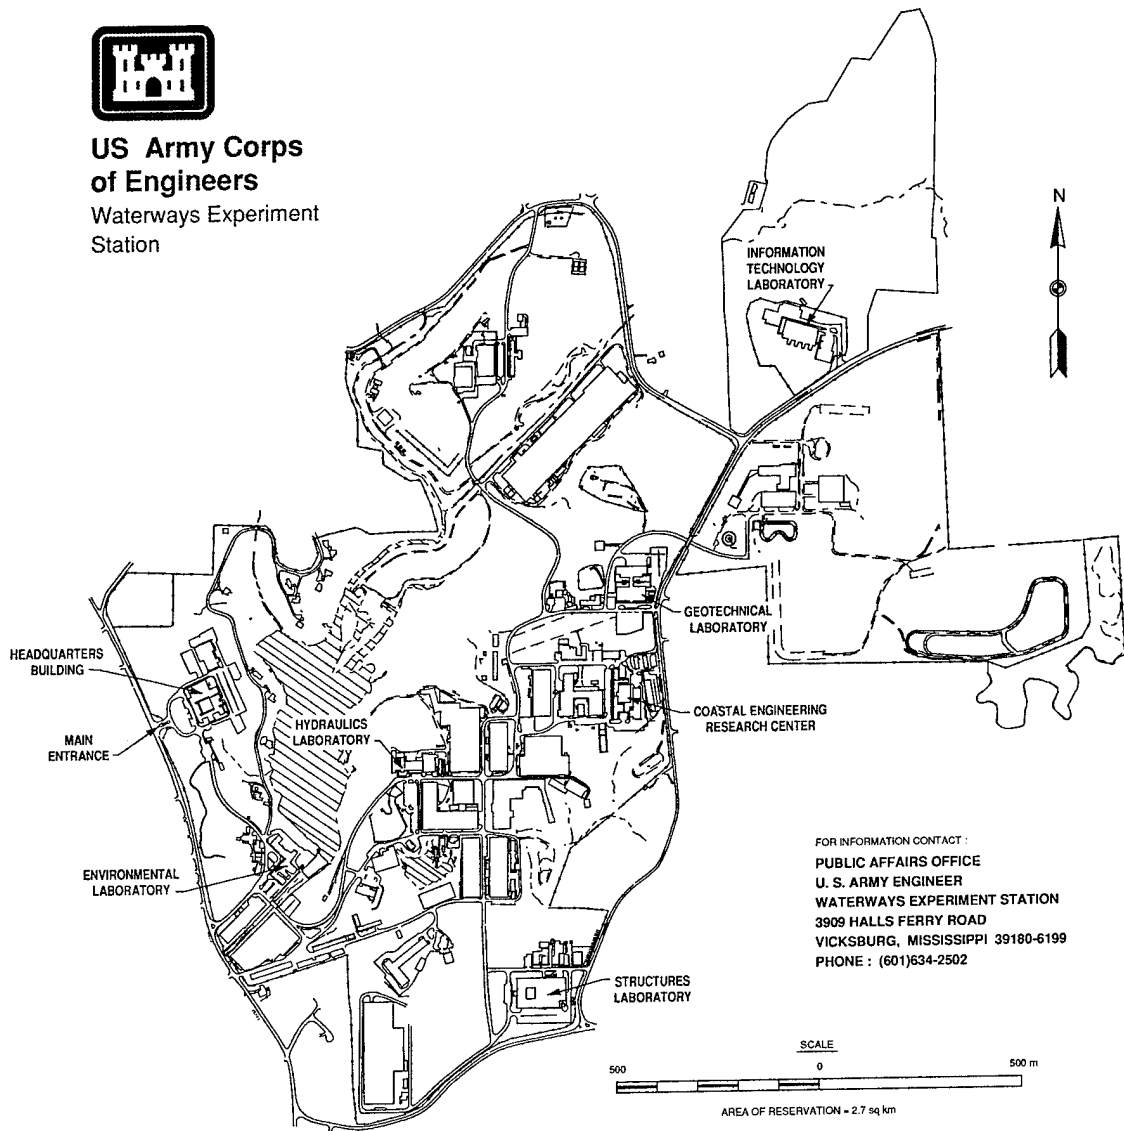 US Army Corps
of Engineers
Waterways Experiment
Station
N
INFORMATION
TECHNOLOGY
LABORATORY
GEOTECHNICAL
LABORATORY
HEADQUARTERS
BUILDING
HYDRAULICS
LABORATORY
COASTAL ENGINEERING
RESEARCH CENTER
MAIN
ENTRANCE
ENVIRONMENTAL
LABORATORY
STRUCTURES
LABORATORY
FOR INFORMATION CONTACT :
PUBLIC AFFAIRS OFFICE
U. S. ARMY ENGINEER
WATERWAYS EXPERIMENT STATION
3909 HALLS FERRY ROAD
VICKSBURG, MISSISSIPPI 39180-6199
PHONE : (601)634-2502
SCALE
500 0 500 m
AREA OF RESERVATION = 2.7 sq km